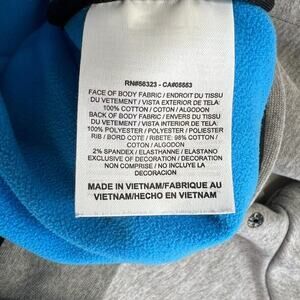 RN#56323 - CA#05553
FACE OF BODY FABRIC / ENDROIT DU TISSU
DU VETEMENT / VISTA EXTERIOR DE TELA:
100% COTTON / COTON / ALGODON
BACK OF BODY FABRIC / ENVERS DU TISSU
DU VETEMENT / VISTA INTERIOR DE TELA:
100% POLYESTER / POLYESTER / POLIESTER
RIB / BORD COTE / RIBETE: 98% COTTON /
COTON / ALGODON
2% SPANDEX / ELASTHANNE / ELASTANO
EXCLUSIVE OF DECORATION / DECORATION
NON COMPRISE / NO INCLUYE LA
DECORACION
MADE IN VIETNAM/FABRIQUE AU
VIETNAM/HECHO EN VIETNAM